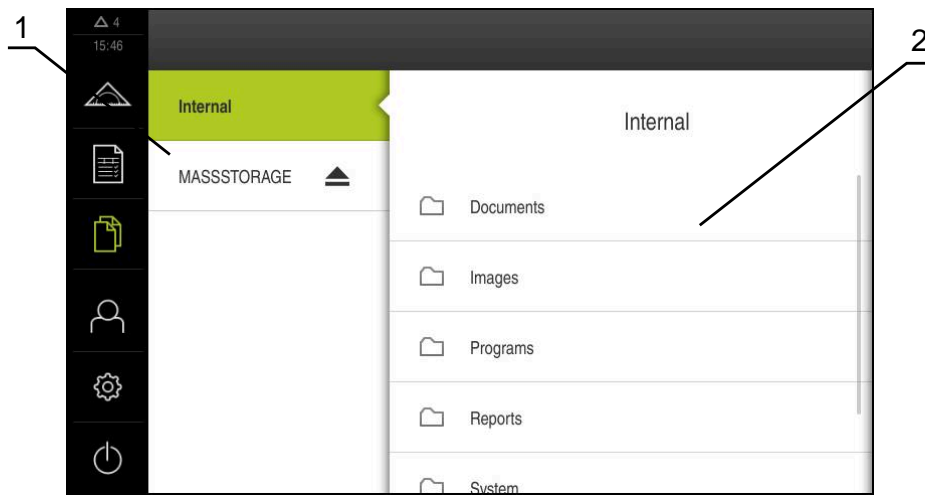 1
4
15:46
2
Internal
Internal
MASSSTORAGE
Documents
Images
Programs
Reports
System